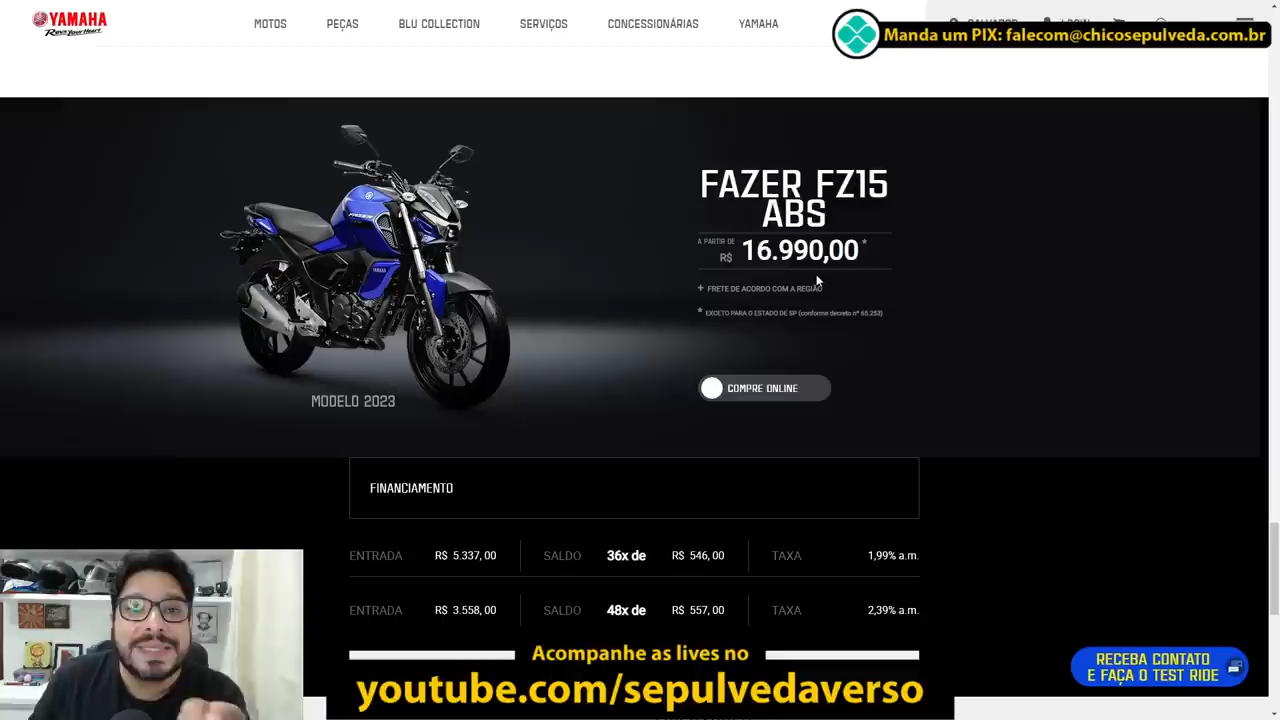 YAMAHA
Revs Your Heart
MOTOS
PEÇAS
BLU COLLECTION
SERVIÇOS
CONCESSIONÁRIAS
YAMAHA
Manda um PIX: falecom@chicosepulveda.com.br
FAZER FZ15
ABS
A PARTIR DE
R$ 16.990,00 *
+ FRETE DE ACORDO COM A REGIÃO
* EXCETO PARA O ESTADO DE SP (conforme decreto nº 65.253)
COMPRE ONLINE
MODELO 2023
FINANCIAMENTO
ENTRADA R$ 5.337,00 SALDO 36x de R$ 546,00 TAXA 1,99% a.m.
ENTRADA R$ 3.558,00 SALDO 48x de R$ 557,00 TAXA 2,39% a.m.
Acompanhe as lives no
youtube.com/sepulvedaverso
RECEBA CONTATO
E FAÇA O TEST RIDE